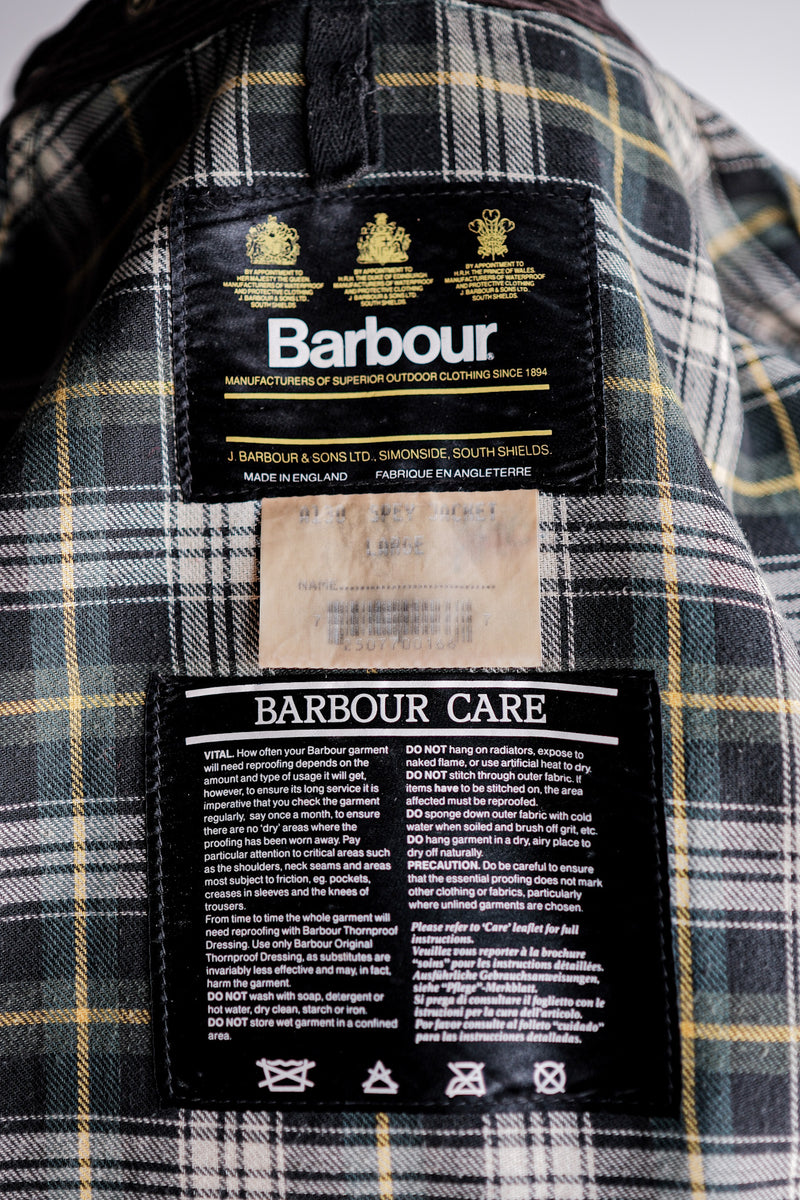 BY APPOINTMENT TO
HER MAJESTY THE QUEEN
MANUFACTURERS OF WATERPROOF
AND PROTECTIVE CLOTHING
J. BARBOUR & SONS LTD.
SOUTH SHIELDS.
BY APPOINTMENT TO
H.R.H. THE DUKE OF EDINBURGH
MANUFACTURERS OF WATERPROOF
AND PROTECTIVE CLOTHING
J. BARBOUR & SONS LTD.
SOUTH SHIELDS.
BY APPOINTMENT TO
H.R.H. THE PRINCE OF WALES.
MANUFACTURERS OF WATERPROOF
AND PROTECTIVE CLOTHING
J. BARBOUR & SONS LTD.
SOUTH SHIELDS.
Barbour®
MANUFACTURERS OF SUPERIOR OUTDOOR CLOTHING SINCE 1894
J. BARBOUR & SONS LTD., SIMONSIDE, SOUTH SHIELDS.
MADE IN ENGLAND FABRIQUE EN ANGLETERRE
SPEY JACKET
LARGE
NAME
BARBOUR CARE
VITAL. How often your Barbour garment
will need reproofing depends on the
amount and type of usage it will get,
however, to ensure its long service it is
imperative that you check the garment
regularly, say once a month, to ensure
there are no 'dry' areas where the
proofing has been worn away. Pay
particular attention to critical areas such
as the shoulders, neck seams and areas
most subject to friction, eg. pockets,
creases in sleeves and the knees of
trousers.
From time to time the whole garment will
need reproofing with Barbour Thornproof
Dressing. Use only Barbour Original
Thornproof Dressing, as substitutes are
invariably less effective and may, in fact,
harm the garment.
DO NOT wash with soap, detergent or
hot water, dry clean, starch or iron.
DO NOT store wet garment in a confined
area.
DO NOT hang on radiators, expose to
naked flame, or use artificial heat to dry.
DO NOT stitch through outer fabric. If
items have to be stitched on, the area
affected must be reproofed.
DO sponge down outer fabric with cold
water when soiled and brush off grit, etc.
DO hang garment in a dry, airy place to
dry off naturally.
PRECAUTION. Do be careful to ensure
that the essential proofing does not mark
other clothing or fabrics, particularly
where unlined garments are chosen.
Please refer to 'Care' leaflet for full
instructions.
Veuillez vous reporter à la brochure
"soins" pour les instructions détaillées.
Ausführliche Gebrauchsanweisungen,
siehe "Pflege"-Merkblatt.
Si prega di consultare il foglietto con le
istruzioni per la cura dell'articolo.
Por favor consulte al folleto "cuidado"
para las instrucciones detalladas.